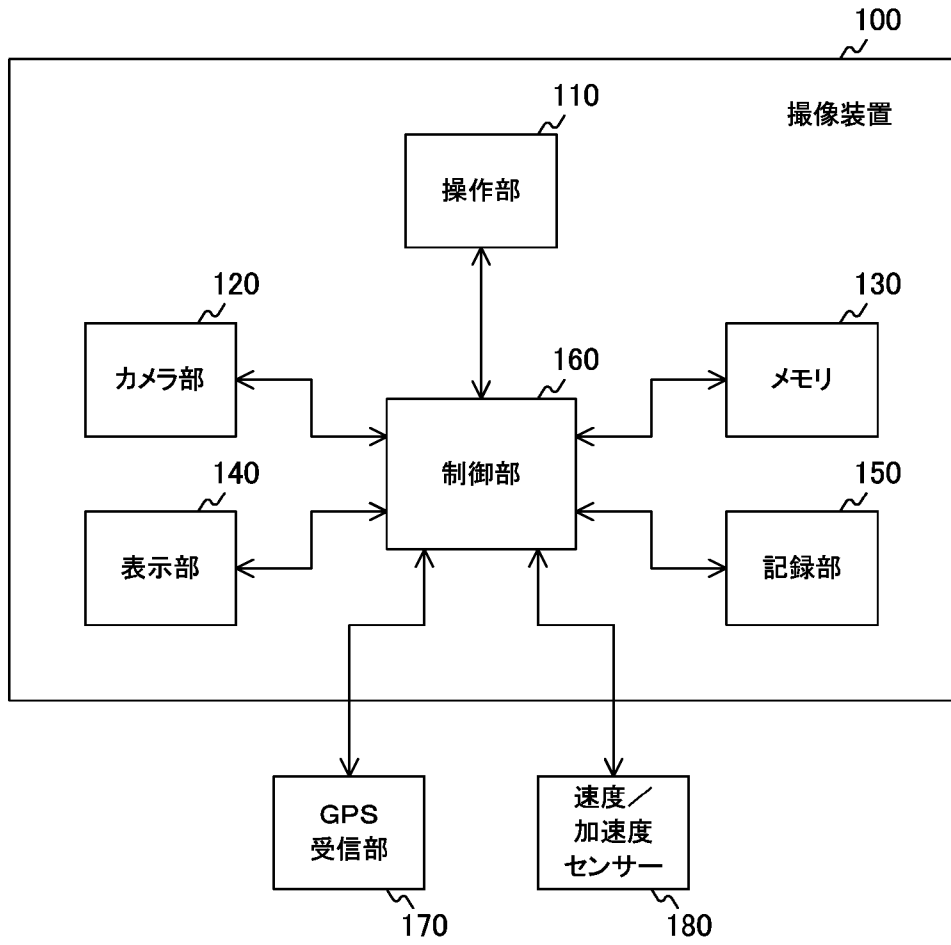 100
撮像装置
110
操作部
120
カメラ部
130
メモリ
160
制御部
140
表示部
150
記録部
GPS
受信部
170
速度／
加速度
センサー
180